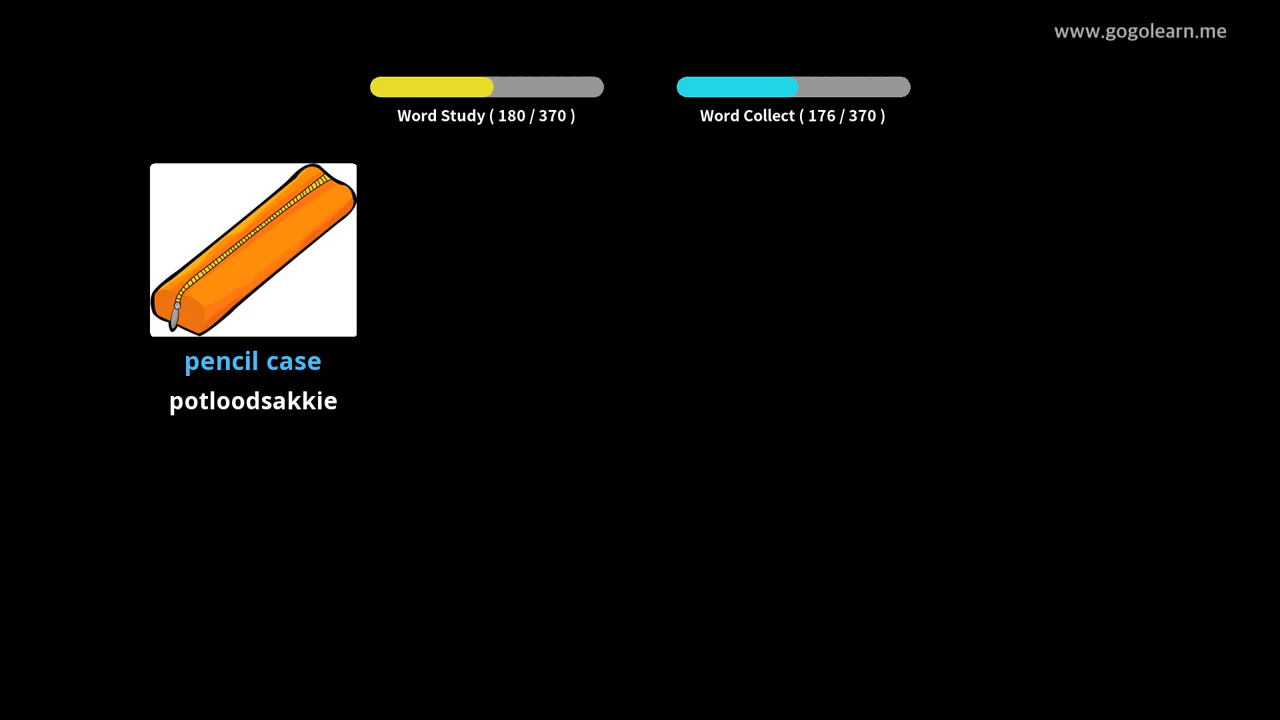 www.gogolearn.me
Word Study ( 180 / 370 )
Word Collect ( 176 / 370 )
pencil case
potloodsakkie